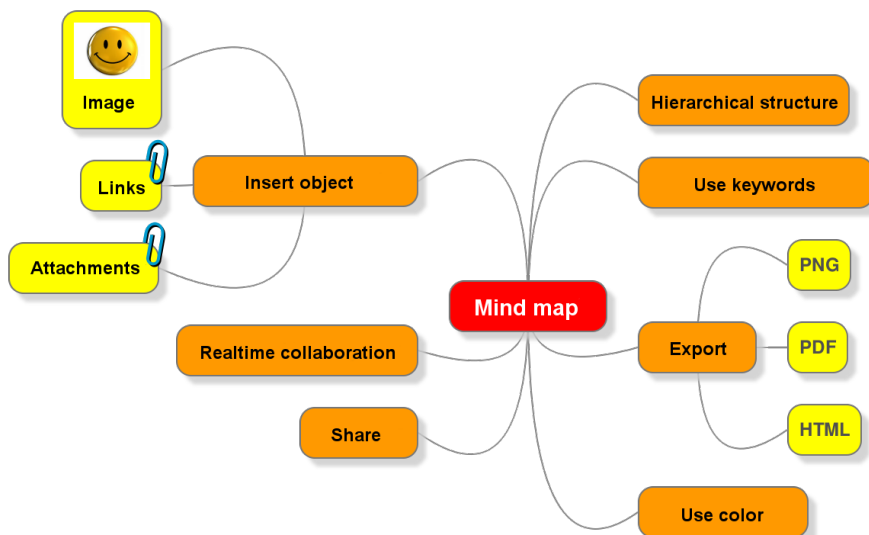 Image
Links
Attachments
Insert object
Realtime collaboration
Share
Mind map
Hierarchical structure
Use keywords
Export
PNG
PDF
HTML
Use color